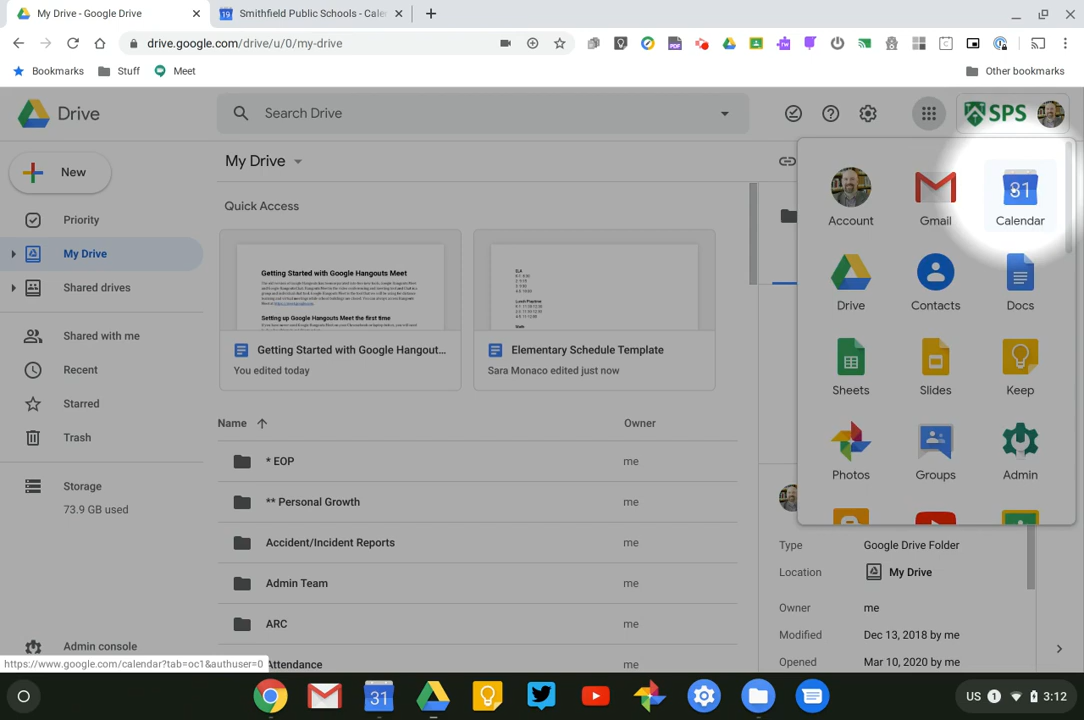 My Drive - Google Drive
Smithfield Public Schools - Cale
drive.google.com/drive/u/0/my-drive
Bookmarks
Stuff
Meet
Other bookmarks
Drive
Search Drive
SPS
New
My Drive
Priority
My Drive
Shared drives
Shared with me
Recent
Starred
Trash
Storage
73.9 GB used
Admin console
Quick Access
Getting Started with Google Hangouts Meet
Setting up Google Hangouts Meet the first time
Getting Started with Google Hangout...
You edited today
Elementary Schedule Template
Sara Monaco edited just now
Name
Owner
* EOP
me
** Personal Growth
me
Accident/Incident Reports
me
Admin Team
me
ARC
me
Attendance
me
Account
Gmail
31
Calendar
Drive
Contacts
Docs
Sheets
Slides
Keep
Photos
Groups
Admin
Type
Google Drive Folder
Location
My Drive
Owner
me
Modified
Dec 13, 2018 by me
Opened
Mar 10, 2020 by me
https://www.google.com/calendar?tab=oc1&authuser=0
31
US
1
3:12